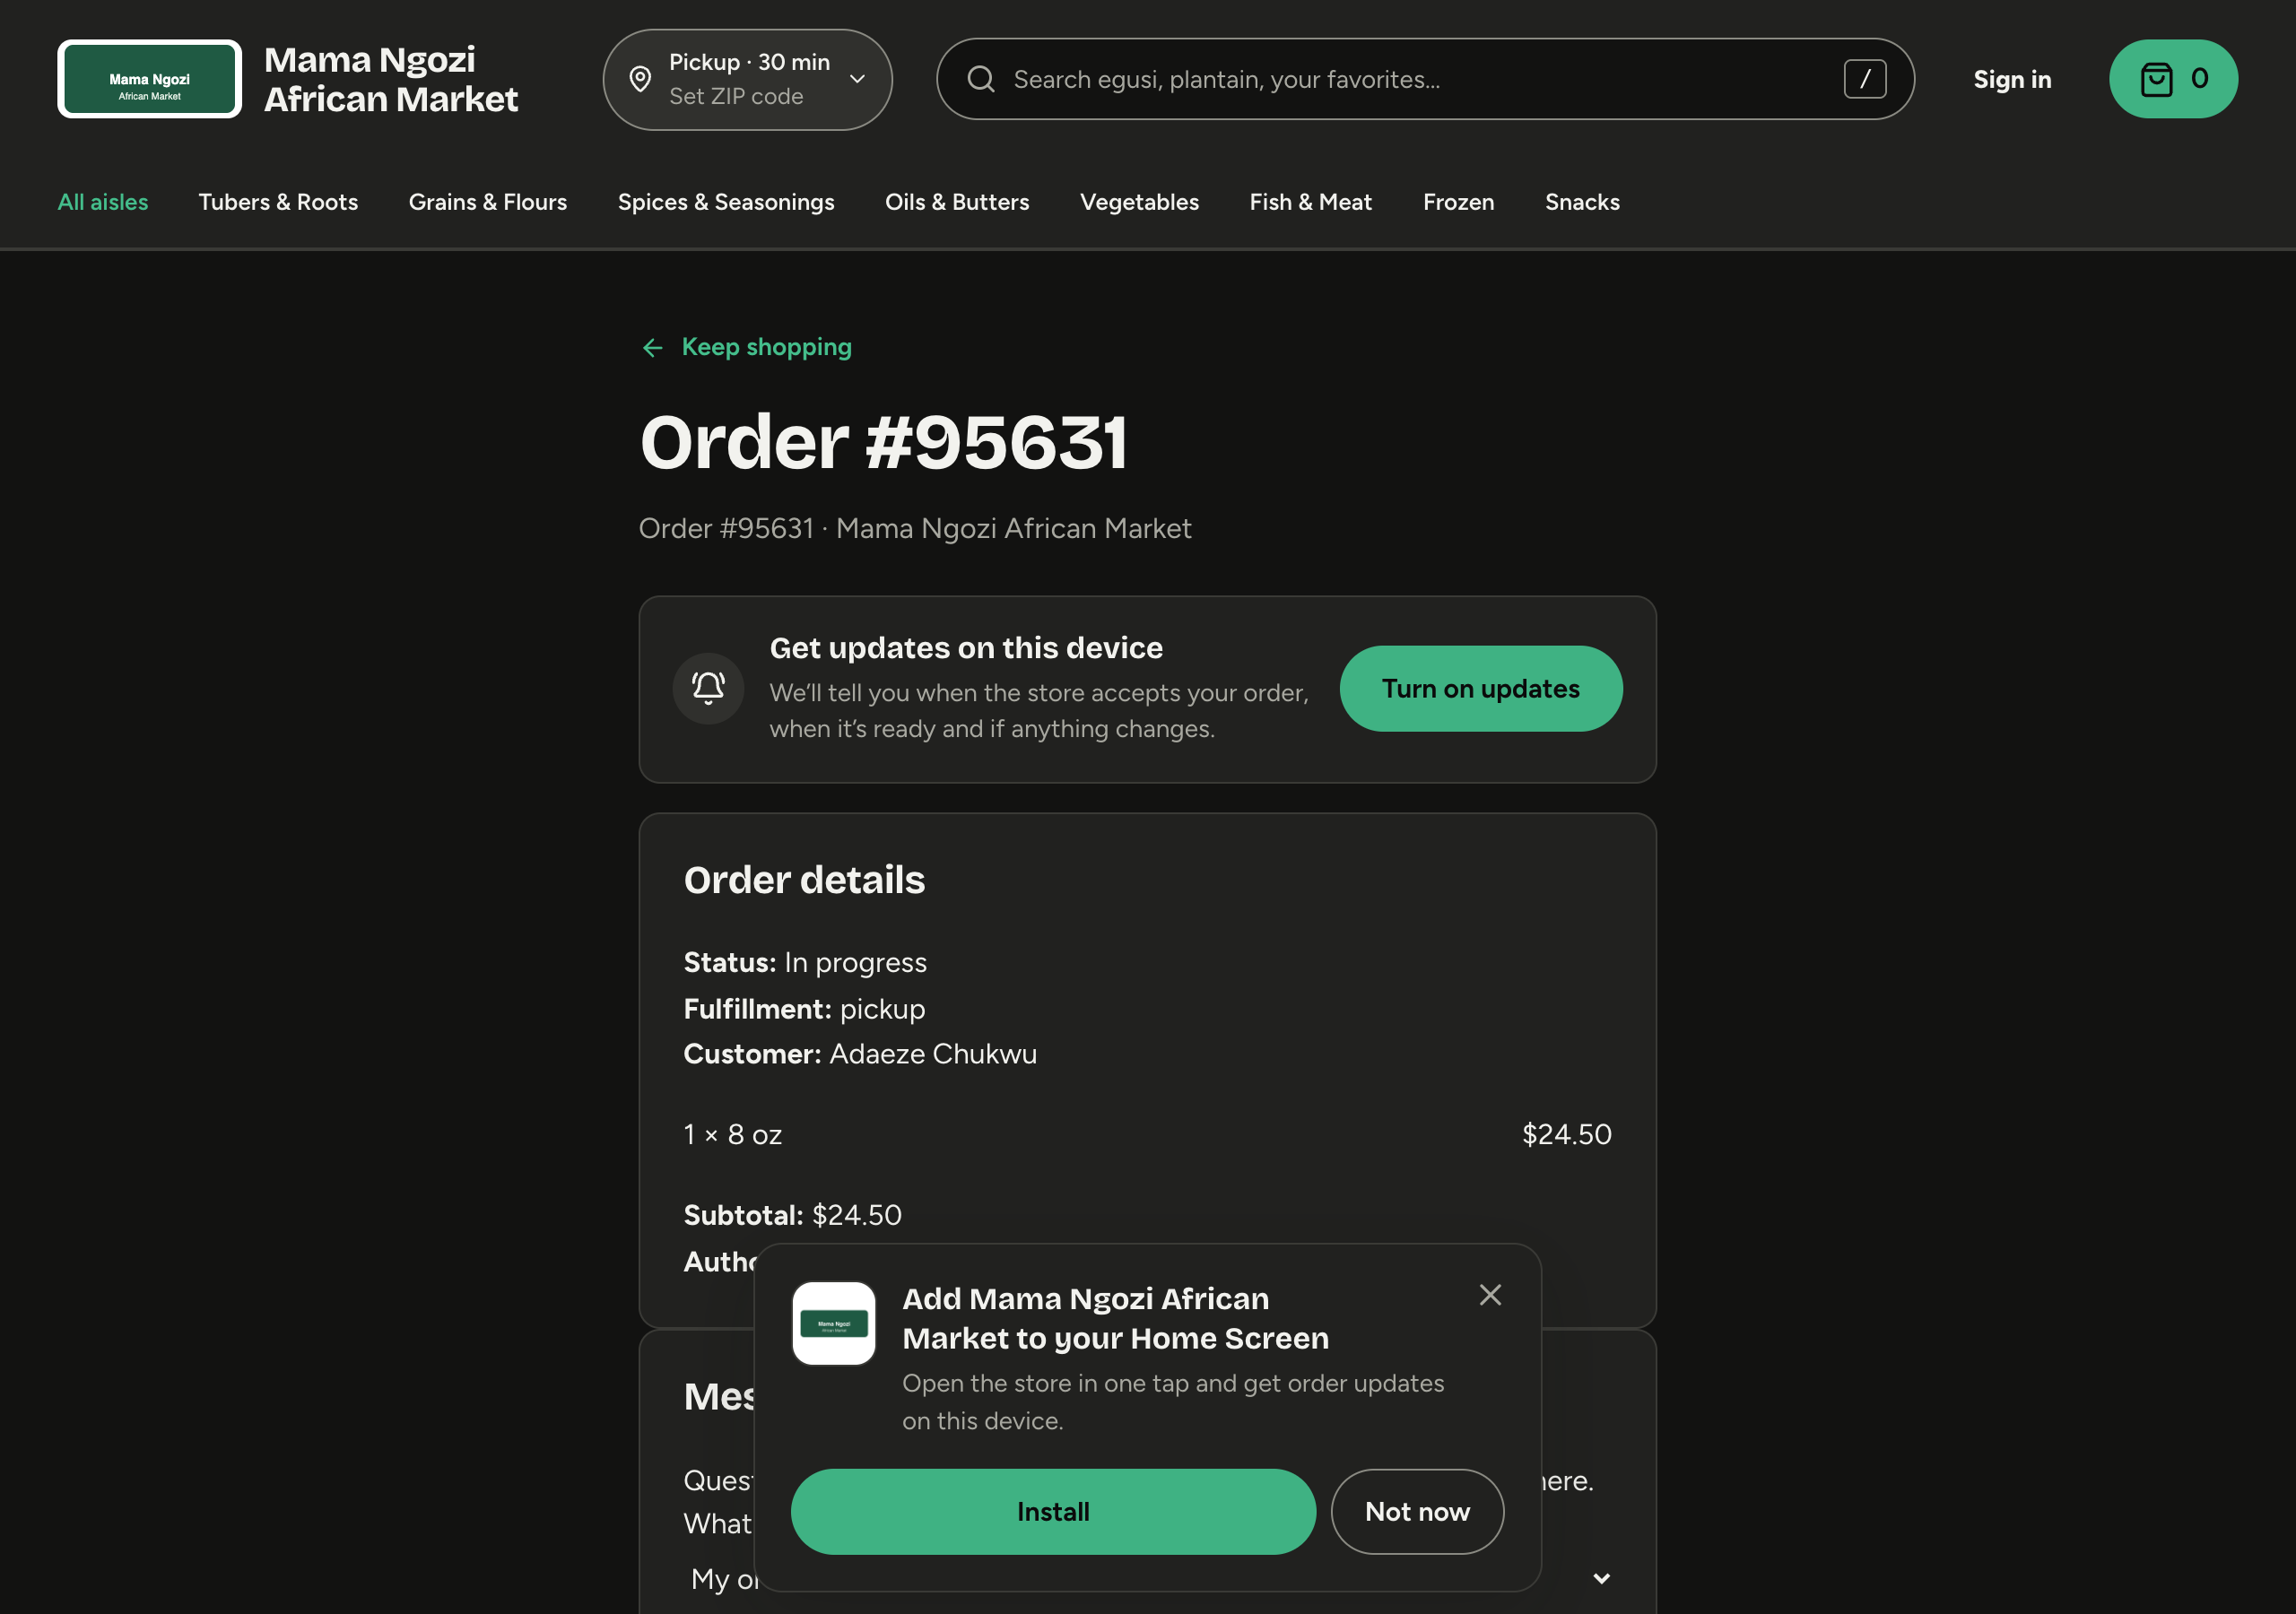 Mama Ngozi
African Market
Mama Ngozi
African Market
Pickup · 30 min
Set ZIP code
Search egusi, plantain, your favorites...
/
Sign in
0
All aisles
Tubers & Roots
Grains & Flours
Spices & Seasonings
Oils & Butters
Vegetables
Fish & Meat
Frozen
Snacks
Keep shopping
Order #95631
Order #95631 · Mama Ngozi African Market
Get updates on this device
We’ll tell you when the store accepts your order,
when it’s ready and if anything changes.
Turn on updates
Order details
Status: In progress
Fulfillment: pickup
Customer: Adaeze Chukwu
1 × 8 oz $24.50
Subtotal: $24.50
Mama Ngozi
African Market
Add Mama Ngozi African
Market to your Home Screen
Open the store in one tap and get order updates
on this device.
Install
Not now
What
My